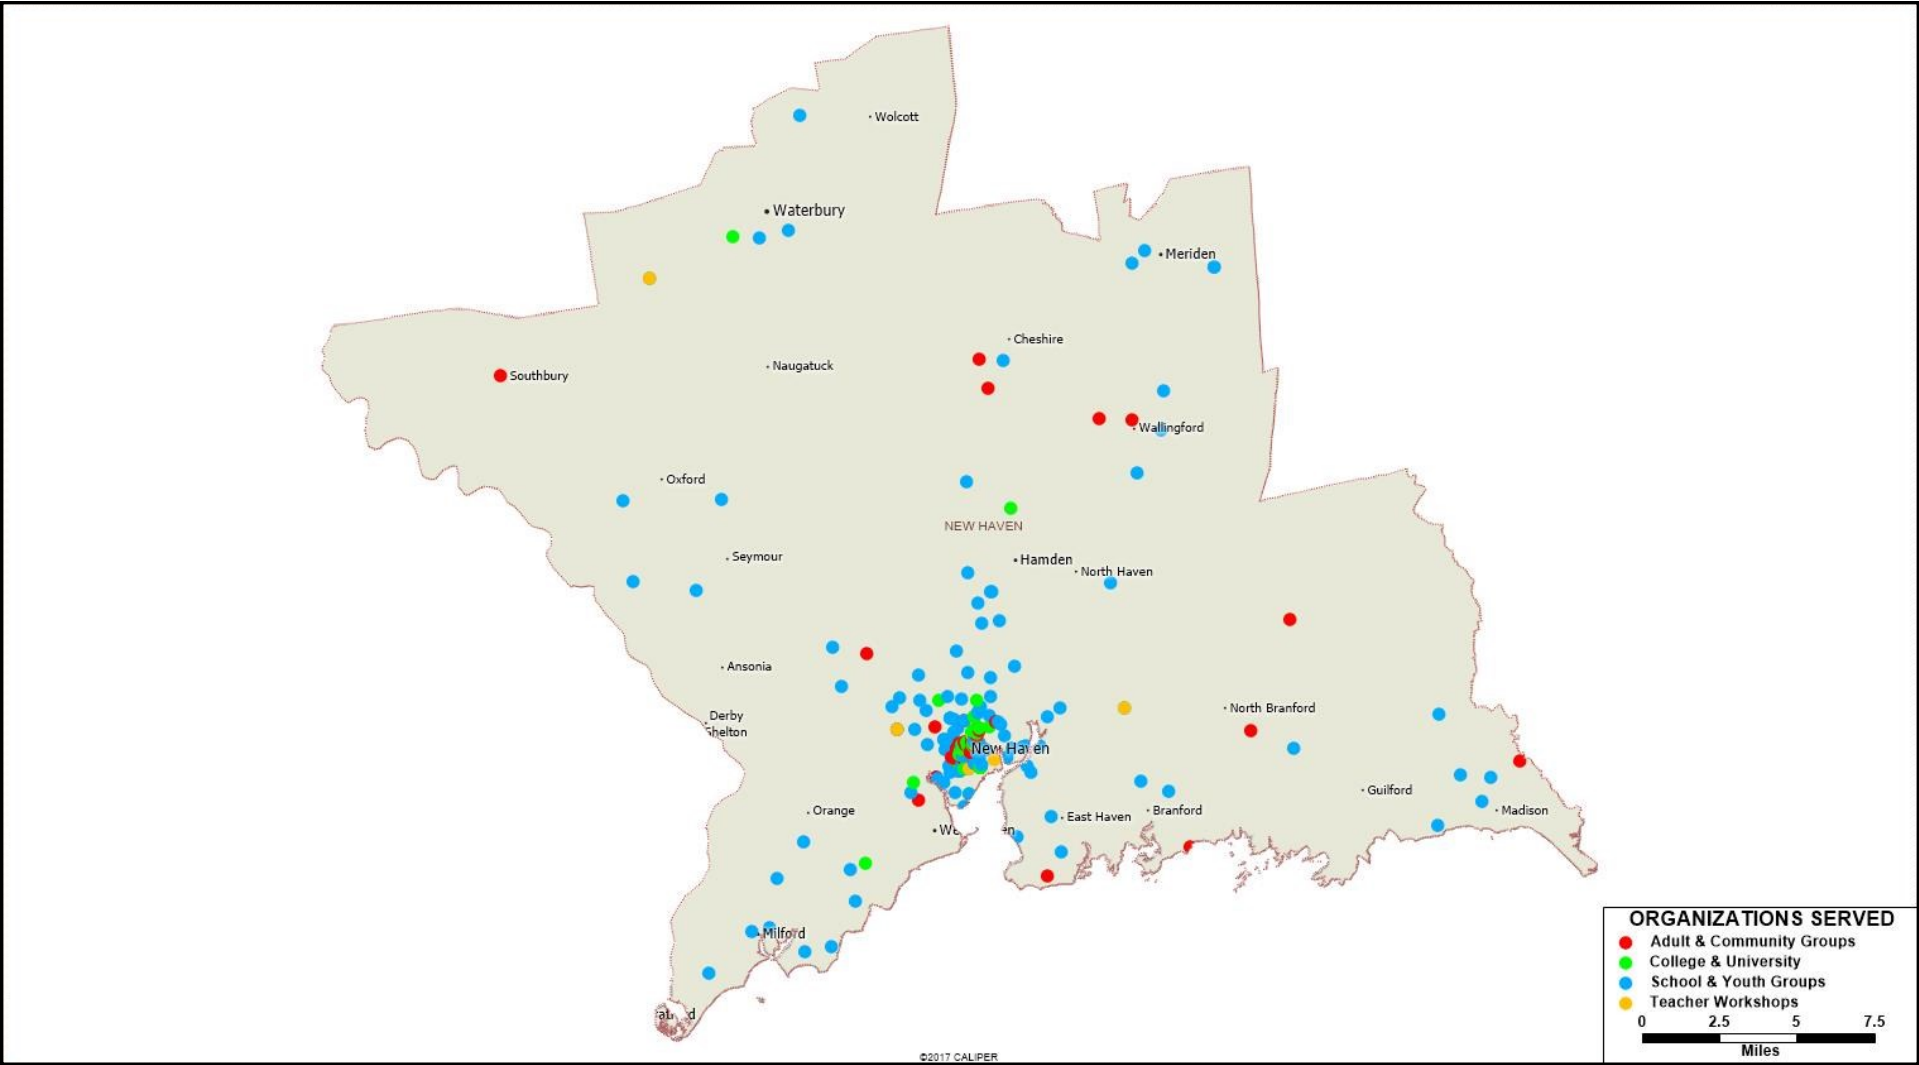 Wolcott
Waterbury
Meriden
Cheshire
Naugatuck
Southbury
Wallingford
Oxford
NEW HAVEN
Seymour
Hamden
North Haven
Ansonia
Derby
North Branford
Shelton
New Haven
Guilford
Orange
East Haven
Branford
Madison
Milford
ORGANIZATIONS SERVED
Adult & Community Groups
College & University
School & Youth Groups
Teacher Workshops
0 2.5 5 7.5
Miles
©2017 CALIPER